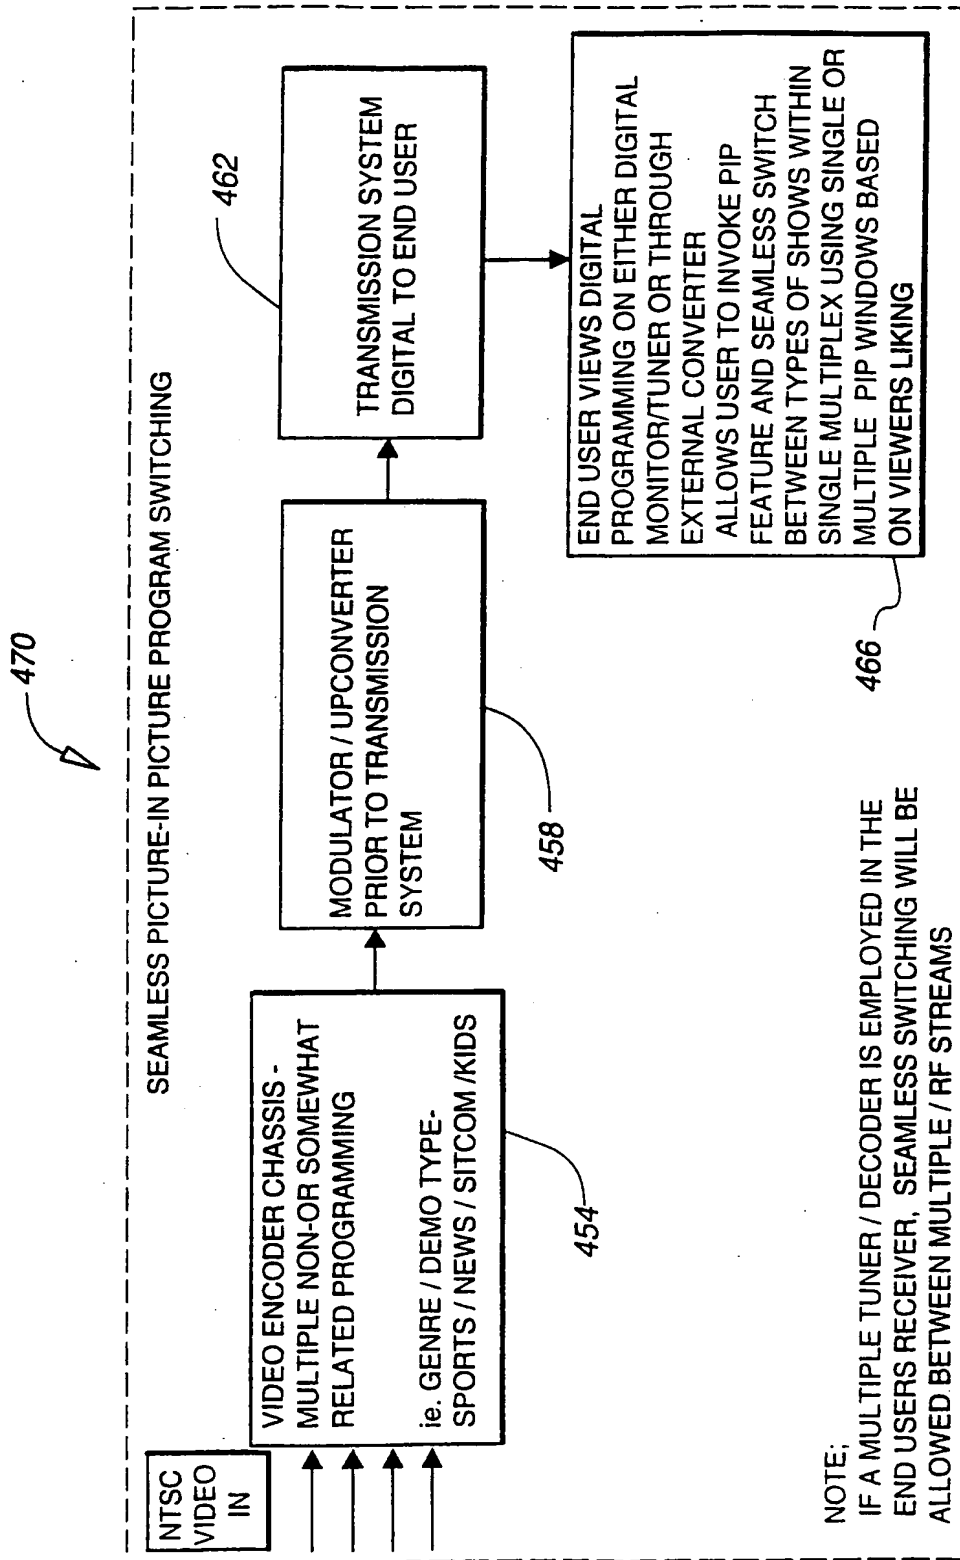 470
SEAMLESS PICTURE-IN PICTURE PROGRAM SWITCHING
NTSC
VIDEO
IN
VIDEO ENCODER CHASSIS -
MULTIPLE NON-OR SOMEWHAT
RELATED PROGRAMMING
ie. GENRE / DEMO TYPE-
SPORTS / NEWS / SITCOM /KIDS
454
MODULATOR / UPCONVERTER
PRIOR TO TRANSMISSION
SYSTEM
458
TRANSMISSION SYSTEM
DIGITAL TO END USER
462
END USER VIEWS DIGITAL
PROGRAMMING ON EITHER DIGITAL
MONITOR/TUNER OR THROUGH
EXTERNAL CONVERTER
ALLOWS USER TO INVOKE PIP
FEATURE AND SEAMLESS SWITCH
BETWEEN TYPES OF SHOWS WITHIN
SINGLE MULTIPLEX USING SINGLE OR
MULTIPLE PIP WINDOWS BASED
ON VIEWERS LIKING
466
NOTE;
IF A MULTIPLE TUNER / DECODER IS EMPLOYED IN THE
END USERS RECEIVER, SEAMLESS SWITCHING WILL BE
ALLOWED BETWEEN MULTIPLE / RF STREAMS